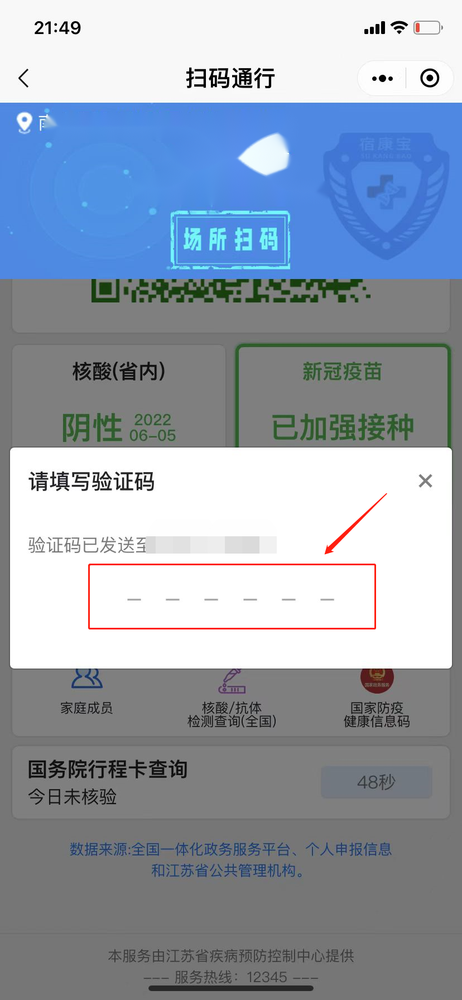 21:49
扫码通行
宿康宝
SU KANG BAO
场所扫码
核酸(省内)
阴性 2022
06-05
新冠疫苗
已加强接种
请填写验证码
验证码已发送至
家庭成员
核酸/抗体
检测查询(全国)
国家政务服务
国家防疫
健康信息码
国务院行程卡查询
今日未核验
48秒
数据来源:全国一体化政务服务平台、个人申报信息
和江苏省公共管理机构。
本服务由江苏省疾病预防控制中心提供
--- 服务热线：12345 ---